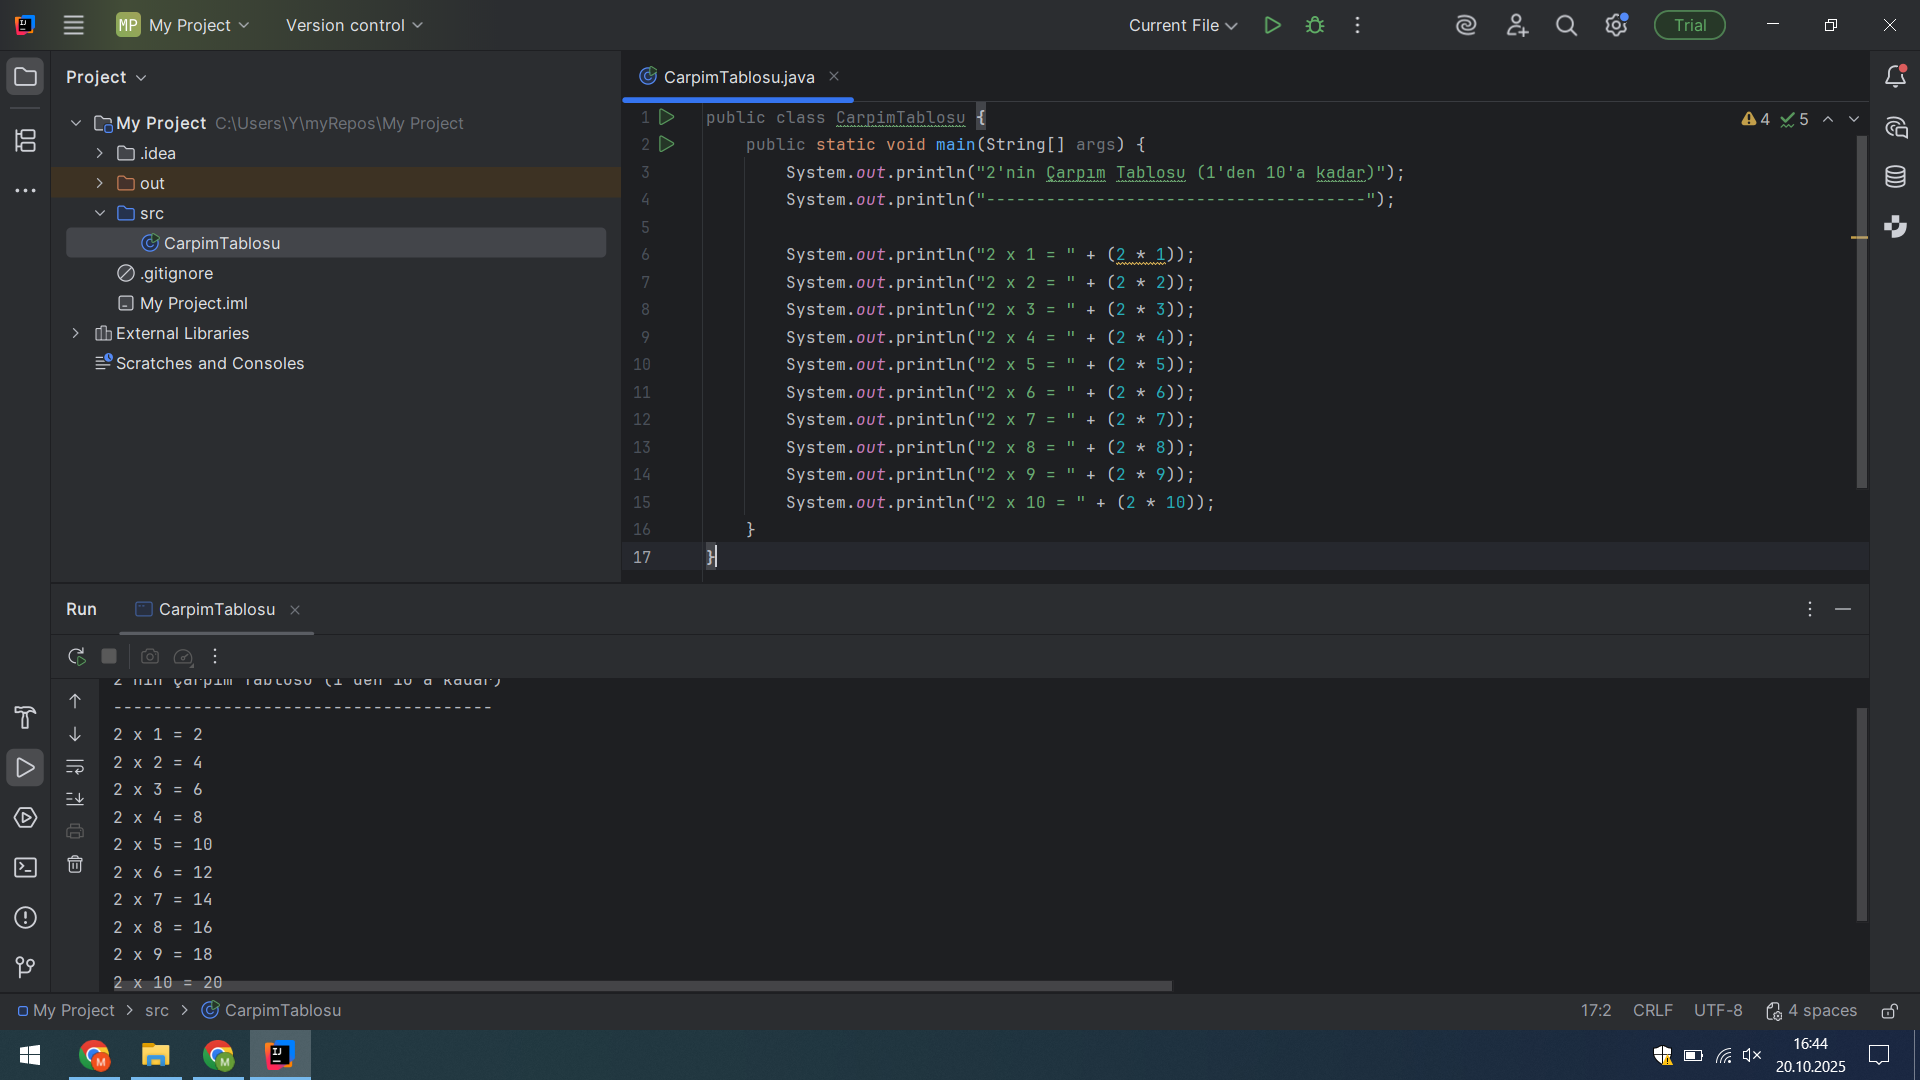 MP My Project
Version control
Current File
Trial
Project
My Project C:\Users\Y\myRepos\My Project
.idea
out
src
CarpimTablosu
.gitignore
My Project.iml
External Libraries
Scratches and Consoles
CarpimTablosu.java
4 5
1 public class CarpimTablosu {
2 public static void main(String[] args) {
3 System.out.println("2'nin Çarpım Tablosu (1'den 10'a kadar)");
4 System.out.println("--------------------------------------");
5
6 System.out.println("2 x 1 = " + (2 * 1));
7 System.out.println("2 x 2 = " + (2 * 2));
8 System.out.println("2 x 3 = " + (2 * 3));
9 System.out.println("2 x 4 = " + (2 * 4));
10 System.out.println("2 x 5 = " + (2 * 5));
11 System.out.println("2 x 6 = " + (2 * 6));
12 System.out.println("2 x 7 = " + (2 * 7));
13 System.out.println("2 x 8 = " + (2 * 8));
14 System.out.println("2 x 9 = " + (2 * 9));
15 System.out.println("2 x 10 = " + (2 * 10));
16 }
17 }
Run
CarpimTablosu
2'nin Çarpım Tablosu (1'den 10'a kadar)
--------------------------------------
2 x 1 = 2
2 x 2 = 4
2 x 3 = 6
2 x 4 = 8
2 x 5 = 10
2 x 6 = 12
2 x 7 = 14
2 x 8 = 16
2 x 9 = 18
2 x 10 = 20
My Project > src > CarpimTablosu
17:2 CRLF UTF-8 4 spaces
16:44
20.10.2025